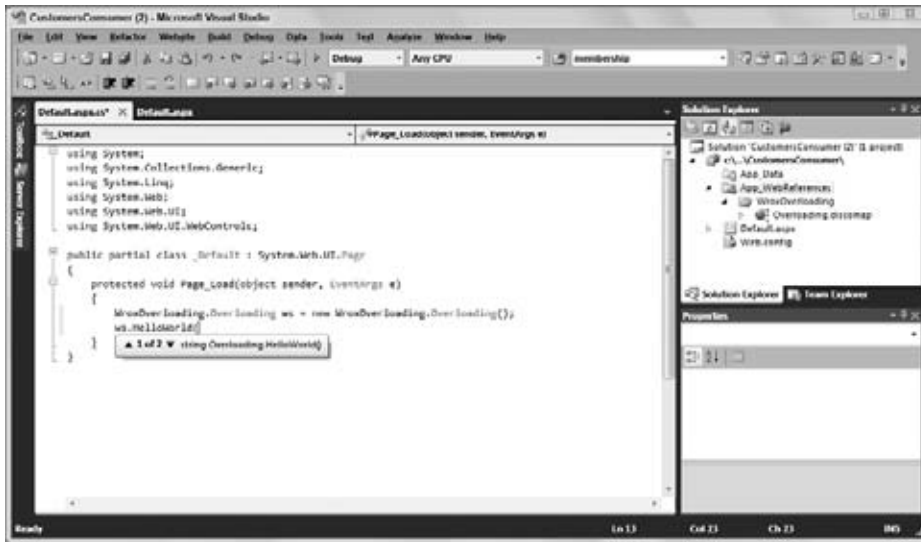 CustomersConsumer (2) - Microsoft Visual Studio
File Edit View Refactor Website Build Debug Data Tools Test Analyze Window Help
Debug Any CPU membership
Toolbox
Server Explorer
Default.aspx.cs* X Default.aspx
_Default Page_Load(object sender, EventArgs e)
using System;
using System.Collections.Generic;
using System.Linq;
using System.Web;
using System.Web.UI;
using System.Web.UI.WebControls;
public partial class _Default : System.Web.UI.Page
{
protected void Page_Load(object sender, EventArgs e)
{
WroxOverloading.Overloading ws = new WroxOverloading.Overloading();
ws.HelloWorld(
▲ 1 of 2 ▼ string Overloading.HelloWorld()
}
}
Solution Explorer
Solution 'CustomersConsumer (2)' (1 project)
c:\...\CustomersConsumer\
App_Data
App_WebReferences
WroxOverloading
Overloading.discomap
Default.aspx
web.config
Solution Explorer Team Explorer
Properties
Ready Ln 13 Col 23 Ch 23 INS